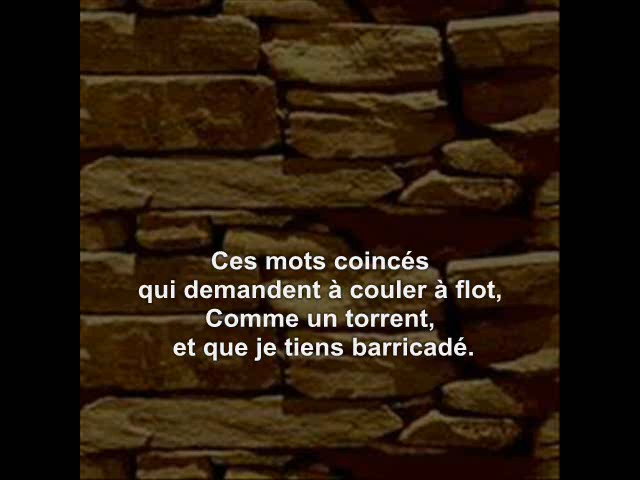 Ces mots coincés
qui demandent à couler à flot,
Comme un torrent,
et que je tiens barricadé.